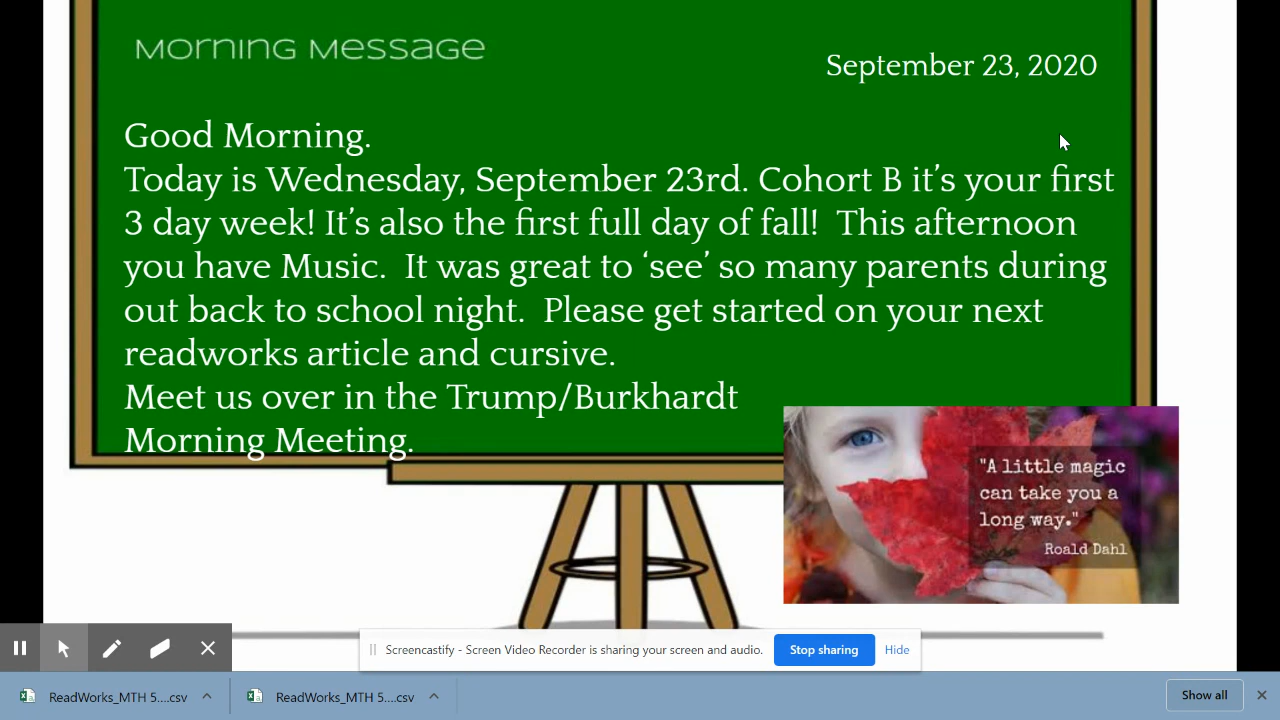 Morning Message
September 23, 2020
Good Morning.
Today is Wednesday, September 23rd. Cohort B it's your first
3 day week! It's also the first full day of fall!  This afternoon
you have Music.  It was great to ‘see’ so many parents during
out back to school night.  Please get started on your next
readworks article and cursive.
Meet us over in the Trump/Burkhardt
Morning Meeting.
"A little magic
can take you a
long way."
Roald Dahl
Screencastify - Screen Video Recorder is sharing your screen and audio.
Stop sharing
Hide
ReadWorks_MTH 5....csv
ReadWorks_MTH 5....csv
Show all